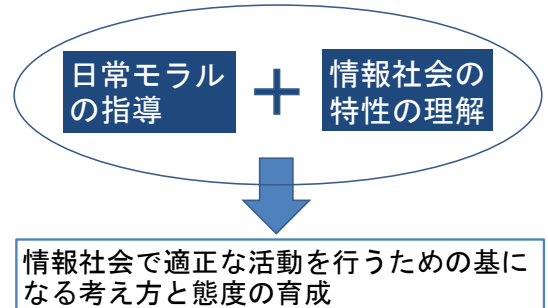 日常モラル
の指導
＋
情報社会の
特性の理解
情報社会で適正な活動を行うための基に
なる考え方と態度の育成